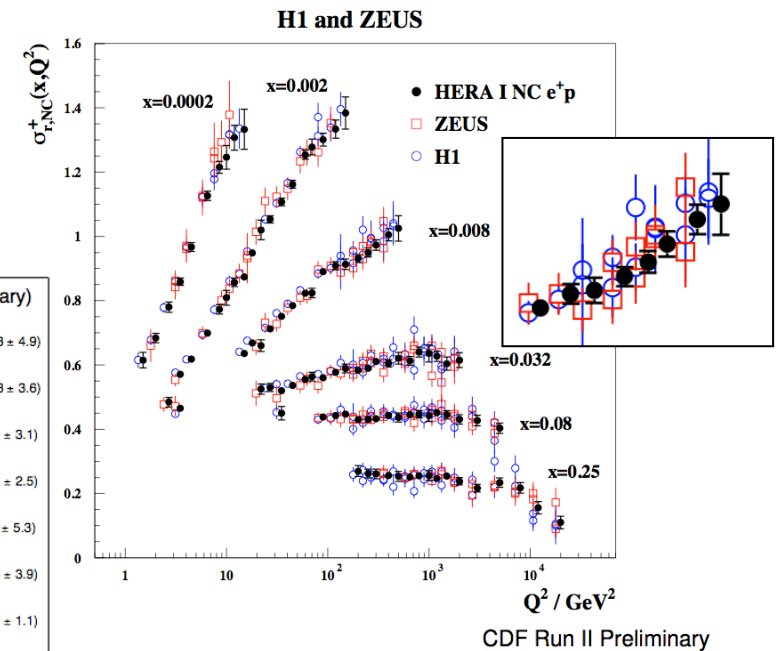 H1 and ZEUS
σ⁺r,NC(x,Q²)
1.6
1.4
1.2
1
0.8
0.6
0.4
0.2
0
x=0.0002
x=0.002
HERA I NC e⁺p
ZEUS
H1
x=0.008
x=0.032
x=0.08
x=0.25
1
10
10²
10³
10⁴
Q² / GeV²
ary)
± 4.9)
± 3.6)
± 3.1)
± 2.5)
± 5.3)
± 3.9)
± 1.1)
CDF Run II Preliminary